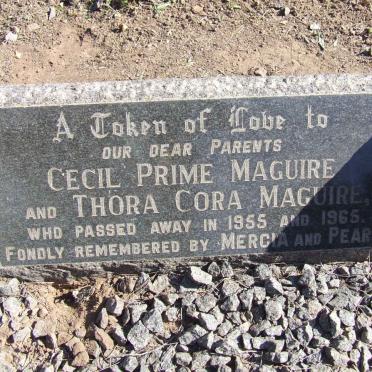 A Token of Love to
OUR DEAR PARENTS
CECIL PRIME MAGUIRE
AND THORA CORA MAGUIRE,
WHO PASSED AWAY IN 1955 AND 1965.
FONDLY REMEMBERED BY MERCIA AND PEAR